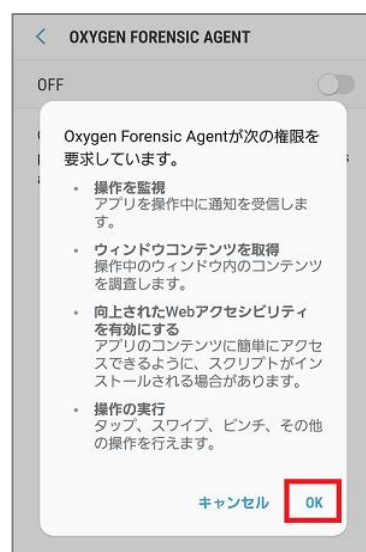 < OXYGEN FORENSIC AGENT
OFF
Oxygen Forensic Agentが次の権限を
要求しています。
・ 操作を監視
アプリを操作中に通知を受信しま
す。
・ ウィンドウコンテンツを取得
操作中のウィンドウ内のコンテンツ
を調査します。
・ 向上されたWebアクセシビリティ
を有効にする
アプリのコンテンツに簡単にアクセ
スできるように、スクリプトがイン
ストールされる場合があります。
・ 操作の実行
タップ、スワイプ、ピンチ、その他
の操作を行えます。
キャンセル OK